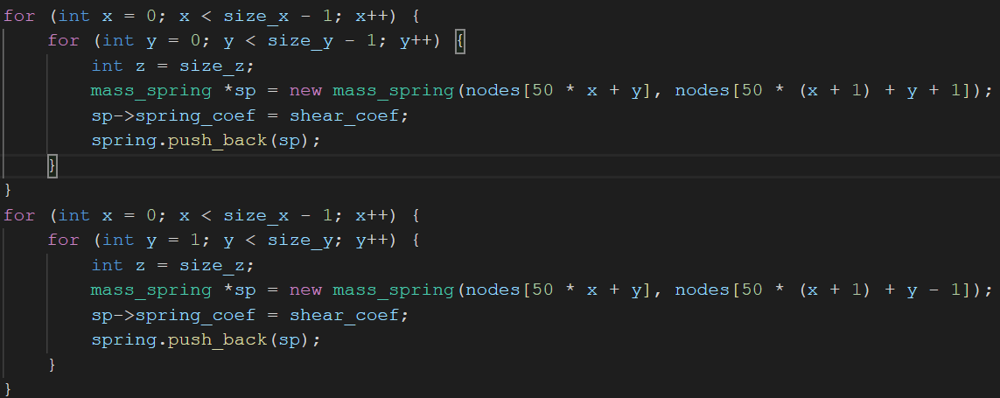 for (int x = 0; x < size_x - 1; x++) {
    for (int y = 0; y < size_y - 1; y++) {
        int z = size_z;
        mass_spring *sp = new mass_spring(nodes[50 * x + y], nodes[50 * (x + 1) + y + 1]);
        sp->spring_coef = shear_coef;
        spring.push_back(sp);
    }
}
for (int x = 0; x < size_x - 1; x++) {
    for (int y = 1; y < size_y; y++) {
        int z = size_z;
        mass_spring *sp = new mass_spring(nodes[50 * x + y], nodes[50 * (x + 1) + y - 1]);
        sp->spring_coef = shear_coef;
        spring.push_back(sp);
    }
}